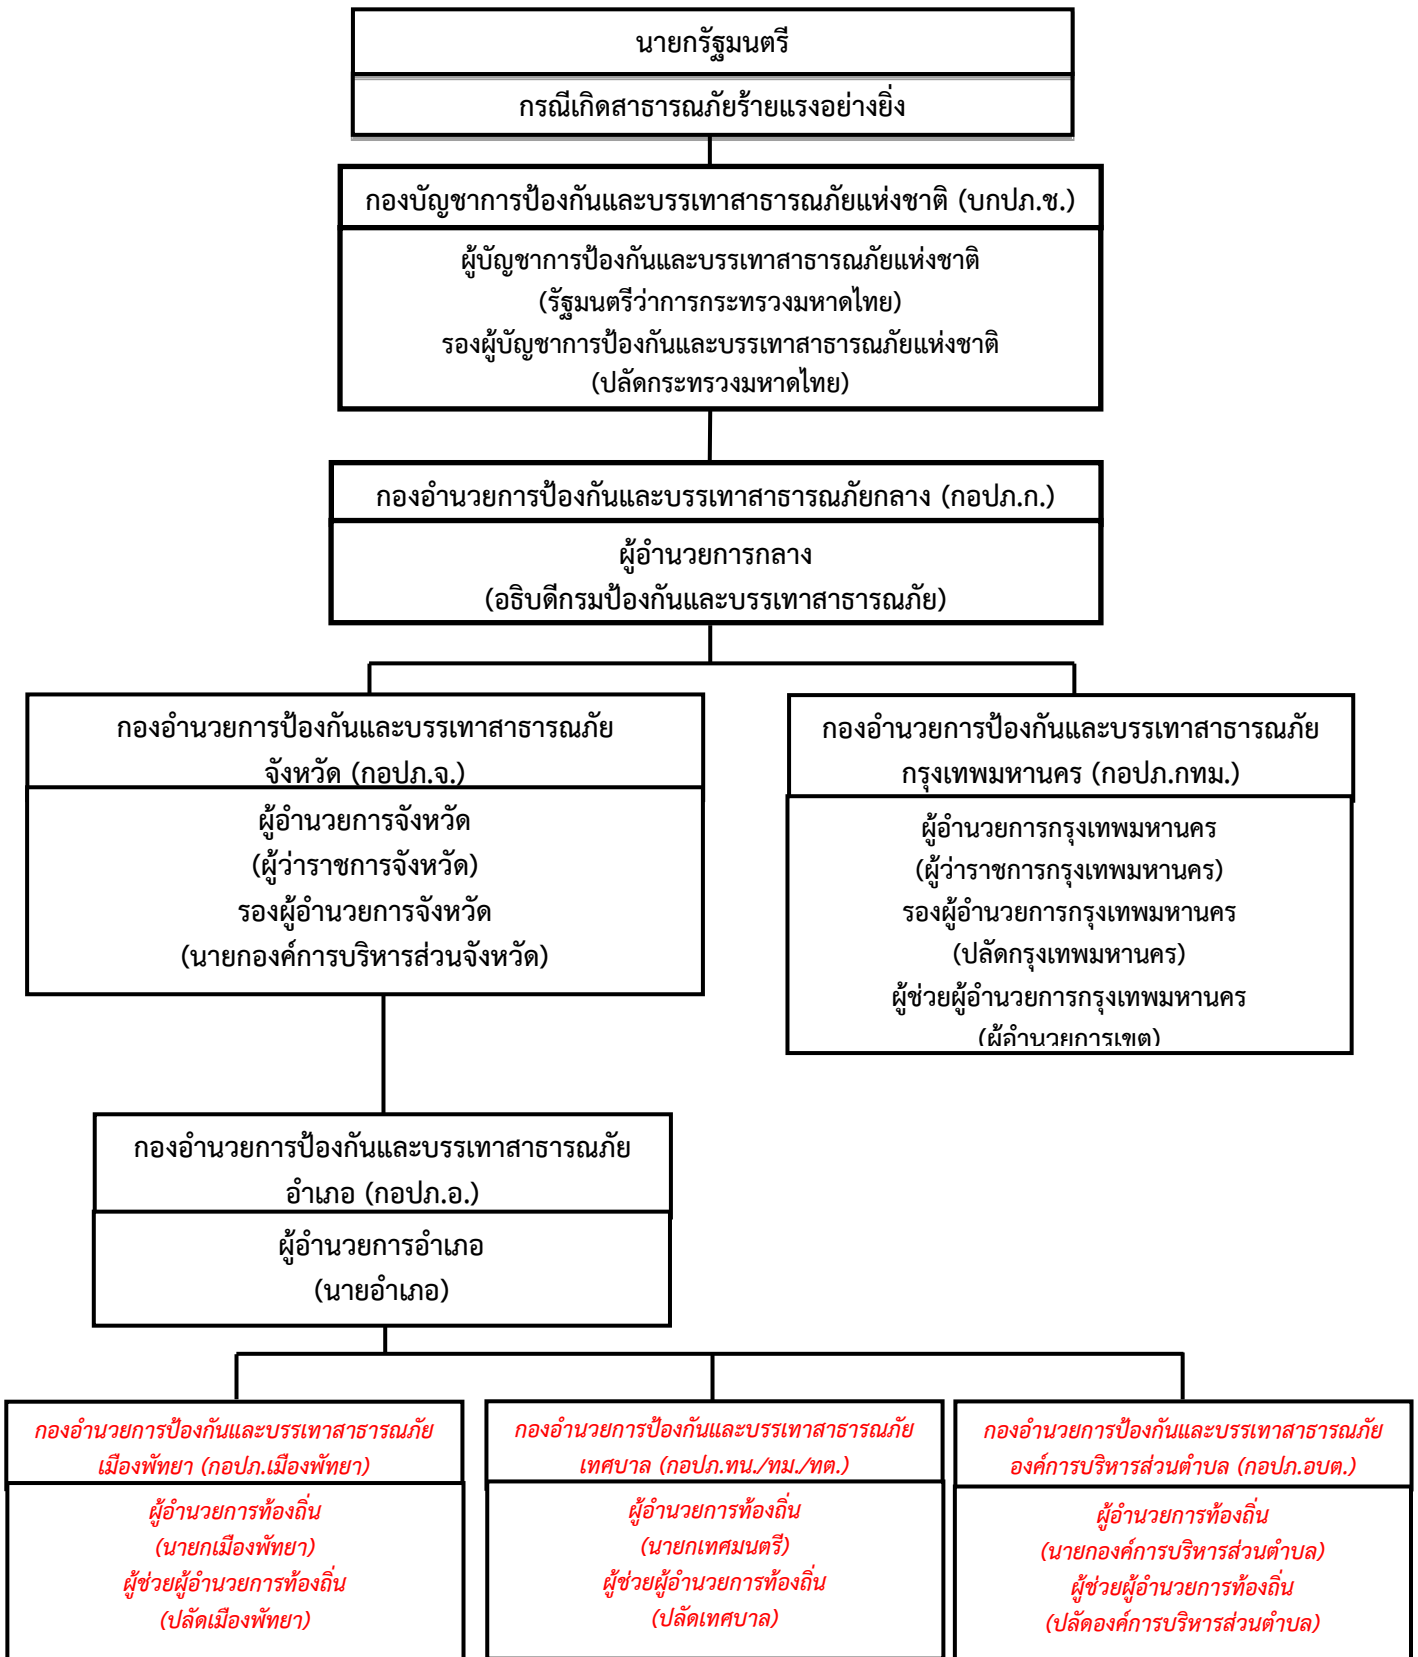 นายกรัฐมนตรี
กรณีเกิดสาธารณภัยร้ายแรงอย่างยิ่ง
กองบัญชาการป้องกันและบรรเทาสาธารณภัยแห่งชาติ (บกปภ.ช.)
ผู้บัญชาการป้องกันและบรรเทาสาธารณภัยแห่งชาติ
(รัฐมนตรีว่าการกระทรวงมหาดไทย)
รองผู้บัญชาการป้องกันและบรรเทาสาธารณภัยแห่งชาติ
(ปลัดกระทรวงมหาดไทย)
กองอำนวยการป้องกันและบรรเทาสาธารณภัยกลาง (กอปภ.ก.)
ผู้อำนวยการกลาง
(อธิบดีกรมป้องกันและบรรเทาสาธารณภัย)
กองอำนวยการป้องกันและบรรเทาสาธารณภัย
จังหวัด (กอปภ.จ.)
ผู้อำนวยการจังหวัด
(ผู้ว่าราชการจังหวัด)
รองผู้อำนวยการจังหวัด
(นายกองค์การบริหารส่วนจังหวัด)
กองอำนวยการป้องกันและบรรเทาสาธารณภัย
กรุงเทพมหานคร (กอปภ.กทม.)
ผู้อำนวยการกรุงเทพมหานคร
(ผู้ว่าราชการกรุงเทพมหานคร)
รองผู้อำนวยการกรุงเทพมหานคร
(ปลัดกรุงเทพมหานคร)
ผู้ช่วยผู้อำนวยการกรุงเทพมหานคร
(ผู้อำนวยการเขต)
กองอำนวยการป้องกันและบรรเทาสาธารณภัย
อำเภอ (กอปภ.อ.)
ผู้อำนวยการอำเภอ
(นายอำเภอ)
กองอำนวยการป้องกันและบรรเทาสาธารณภัย
เมืองพัทยา (กอปภ.เมืองพัทยา)
ผู้อำนวยการท้องถิ่น
(นายกเมืองพัทยา)
ผู้ช่วยผู้อำนวยการท้องถิ่น
(ปลัดเมืองพัทยา)
กองอำนวยการป้องกันและบรรเทาสาธารณภัย
เทศบาล (กอปภ.ทน./ทม./ทต.)
ผู้อำนวยการท้องถิ่น
(นายกเทศมนตรี)
ผู้ช่วยผู้อำนวยการท้องถิ่น
(ปลัดเทศบาล)
กองอำนวยการป้องกันและบรรเทาสาธารณภัย
องค์การบริหารส่วนตำบล (กอปภ.อบต.)
ผู้อำนวยการท้องถิ่น
(นายกองค์การบริหารส่วนตำบล)
ผู้ช่วยผู้อำนวยการท้องถิ่น
(ปลัดองค์การบริหารส่วนตำบล)